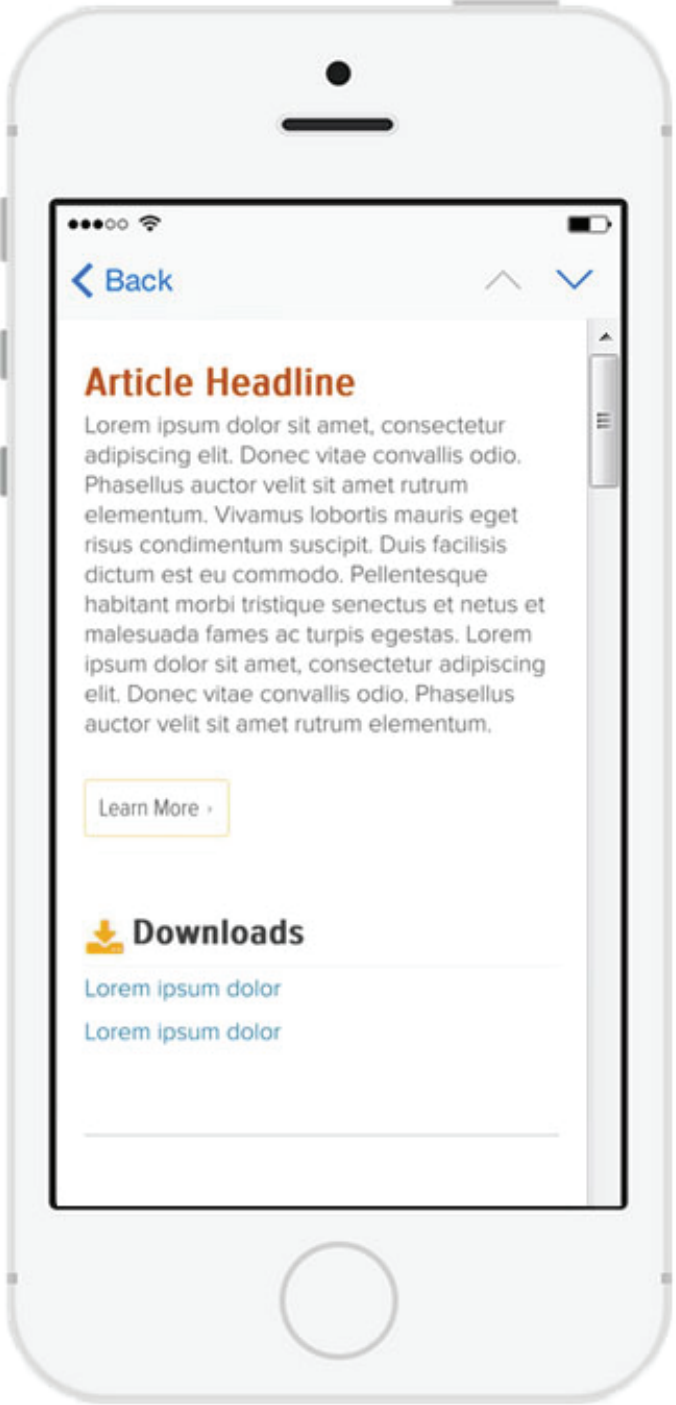 Back
Article Headline
Lorem ipsum dolor sit amet, consectetur
adipiscing elit. Donec vitae convallis odio.
Phasellus auctor velit sit amet rutrum
elementum. Vivamus lobortis mauris eget
risus condimentum suscipit. Duis facilisis
dictum est eu commodo. Pellentesque
habitant morbi tristique senectus et netus et
malesuada fames ac turpis egestas. Lorem
ipsum dolor sit amet, consectetur adipiscing
elit. Donec vitae convallis odio. Phasellus
auctor velit sit amet rutrum elementum.
Learn More ›
Downloads
Lorem ipsum dolor
Lorem ipsum dolor